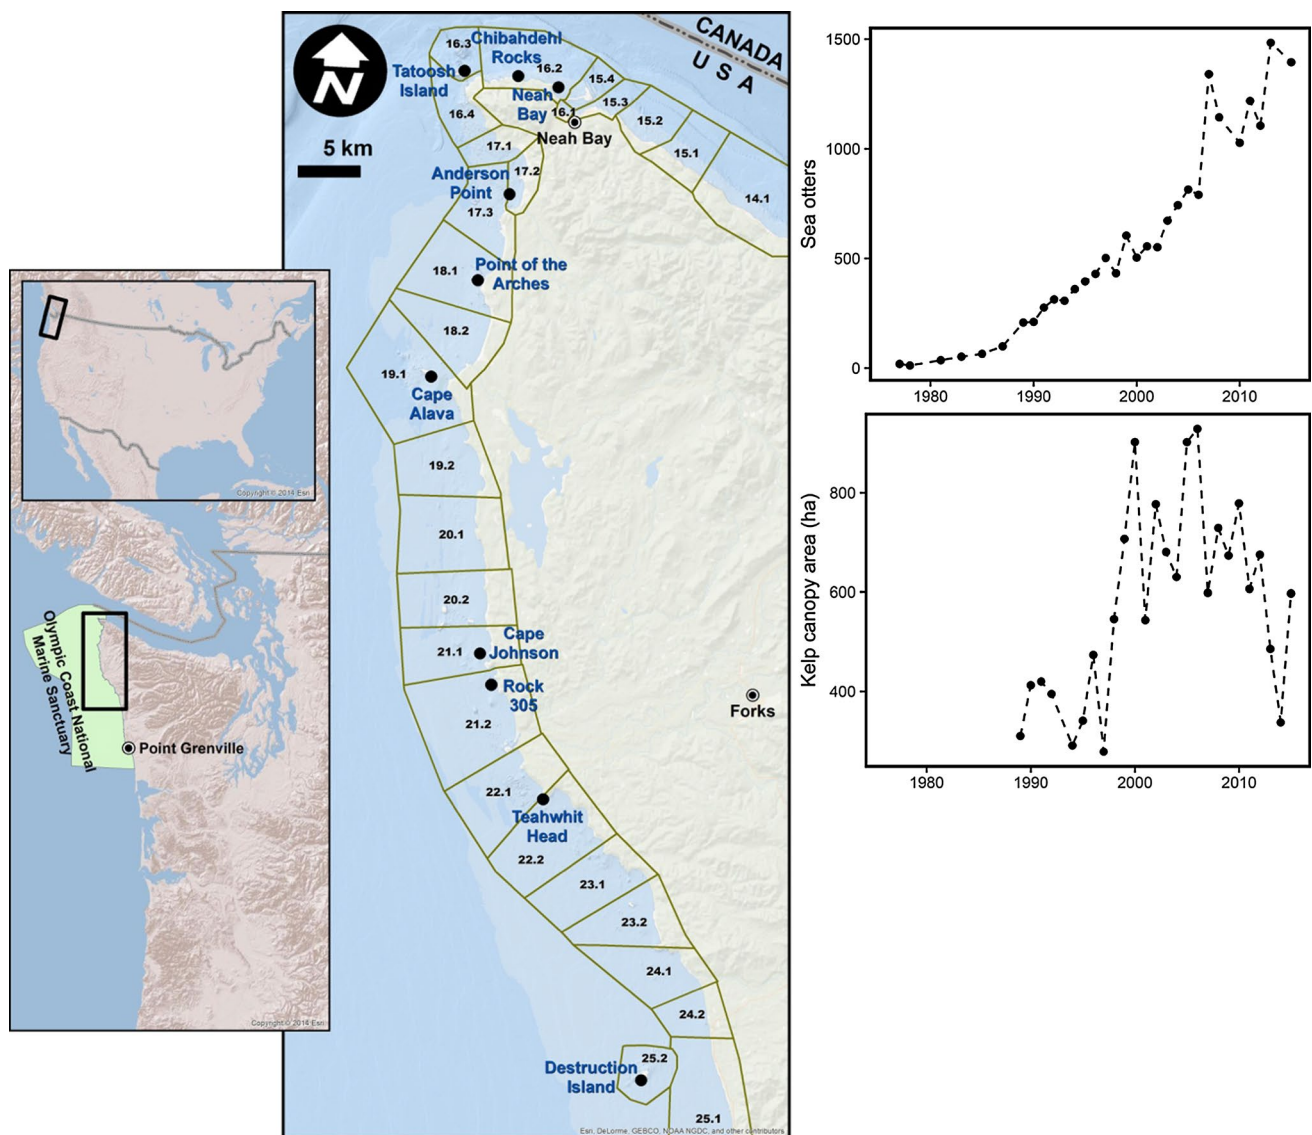 Copyright © 2014 Esri
Olympic Coast National
Marine Sanctuary
Point Grenville
Copyright © 2014 Esri
N
5 km
CANADA
U S A
16.3
Chibahdehl
Rocks
16.2
15.4
Tatoosh
Island
Neah
Bay
16.1
15.3
16.4
15.2
Neah Bay
17.1
15.1
17.2
Anderson
Point
14.1
17.3
18.1
Point of the
Arches
18.2
19.1
Cape
Alava
19.2
20.1
20.2
Cape
Johnson
21.1
Rock
305
21.2
Forks
22.1
Teahwhit
Head
22.2
23.1
23.2
24.1
24.2
25.2
Destruction
Island
25.1
Esri, DeLorme, GEBCO, NOAA NGDC, and other contributors
Sea otters
1500
1000
500
0
1980
1990
2000
2010
Kelp canopy area (ha)
800
600
400
1980
1990
2000
2010